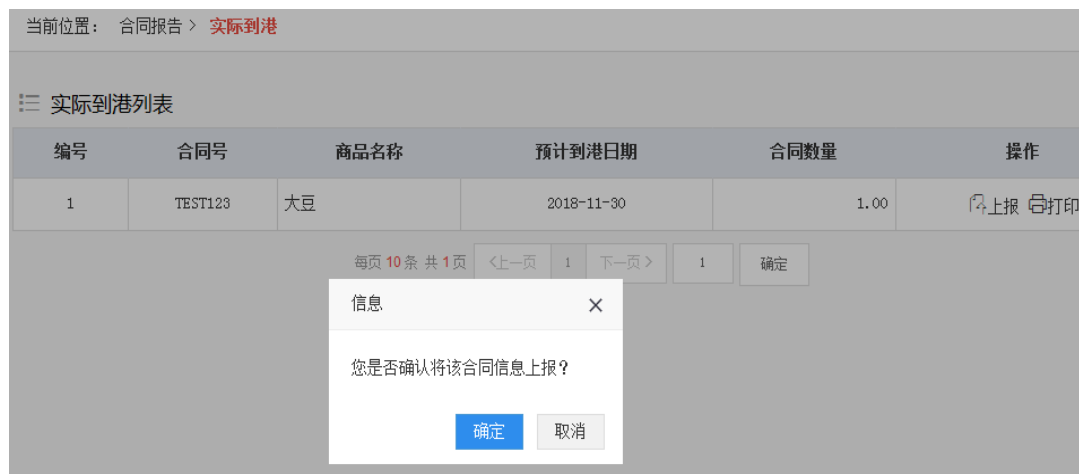 当前位置： 合同报告 > 实际到港
实际到港列表
编号 合同号 商品名称 预计到港日期 合同数量 操作
1 TEST123 大豆 2018-11-30 1.00 上报 打印
每页 10 条 共 1 页 <上一页 1 下一页> 1 确定
信息
您是否确认将该合同信息上报？
确定 取消